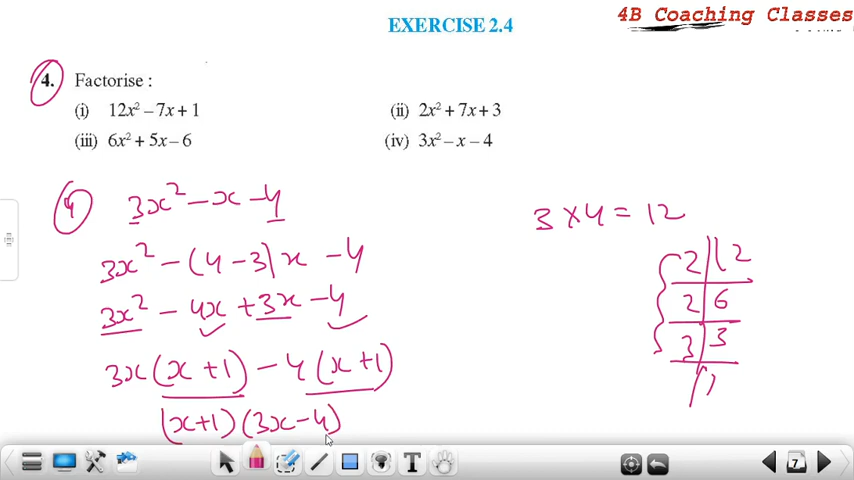 EXERCISE 2.4
4B Coaching Classes
4. Factorise :
(i) 12x² – 7x + 1
(ii) 2x² + 7x + 3
(iii) 6x² + 5x – 6
(iv) 3x² – x – 4
4 3x² – x – 4
3x² – (4 – 3)x – 4
3x² – 4x + 3x – 4
3x(x + 1) – 4(x + 1)
(x+1)(3x – 4)
3 × 4 = 12
2 | 12
2 | 6
3 | 3
1
T
7